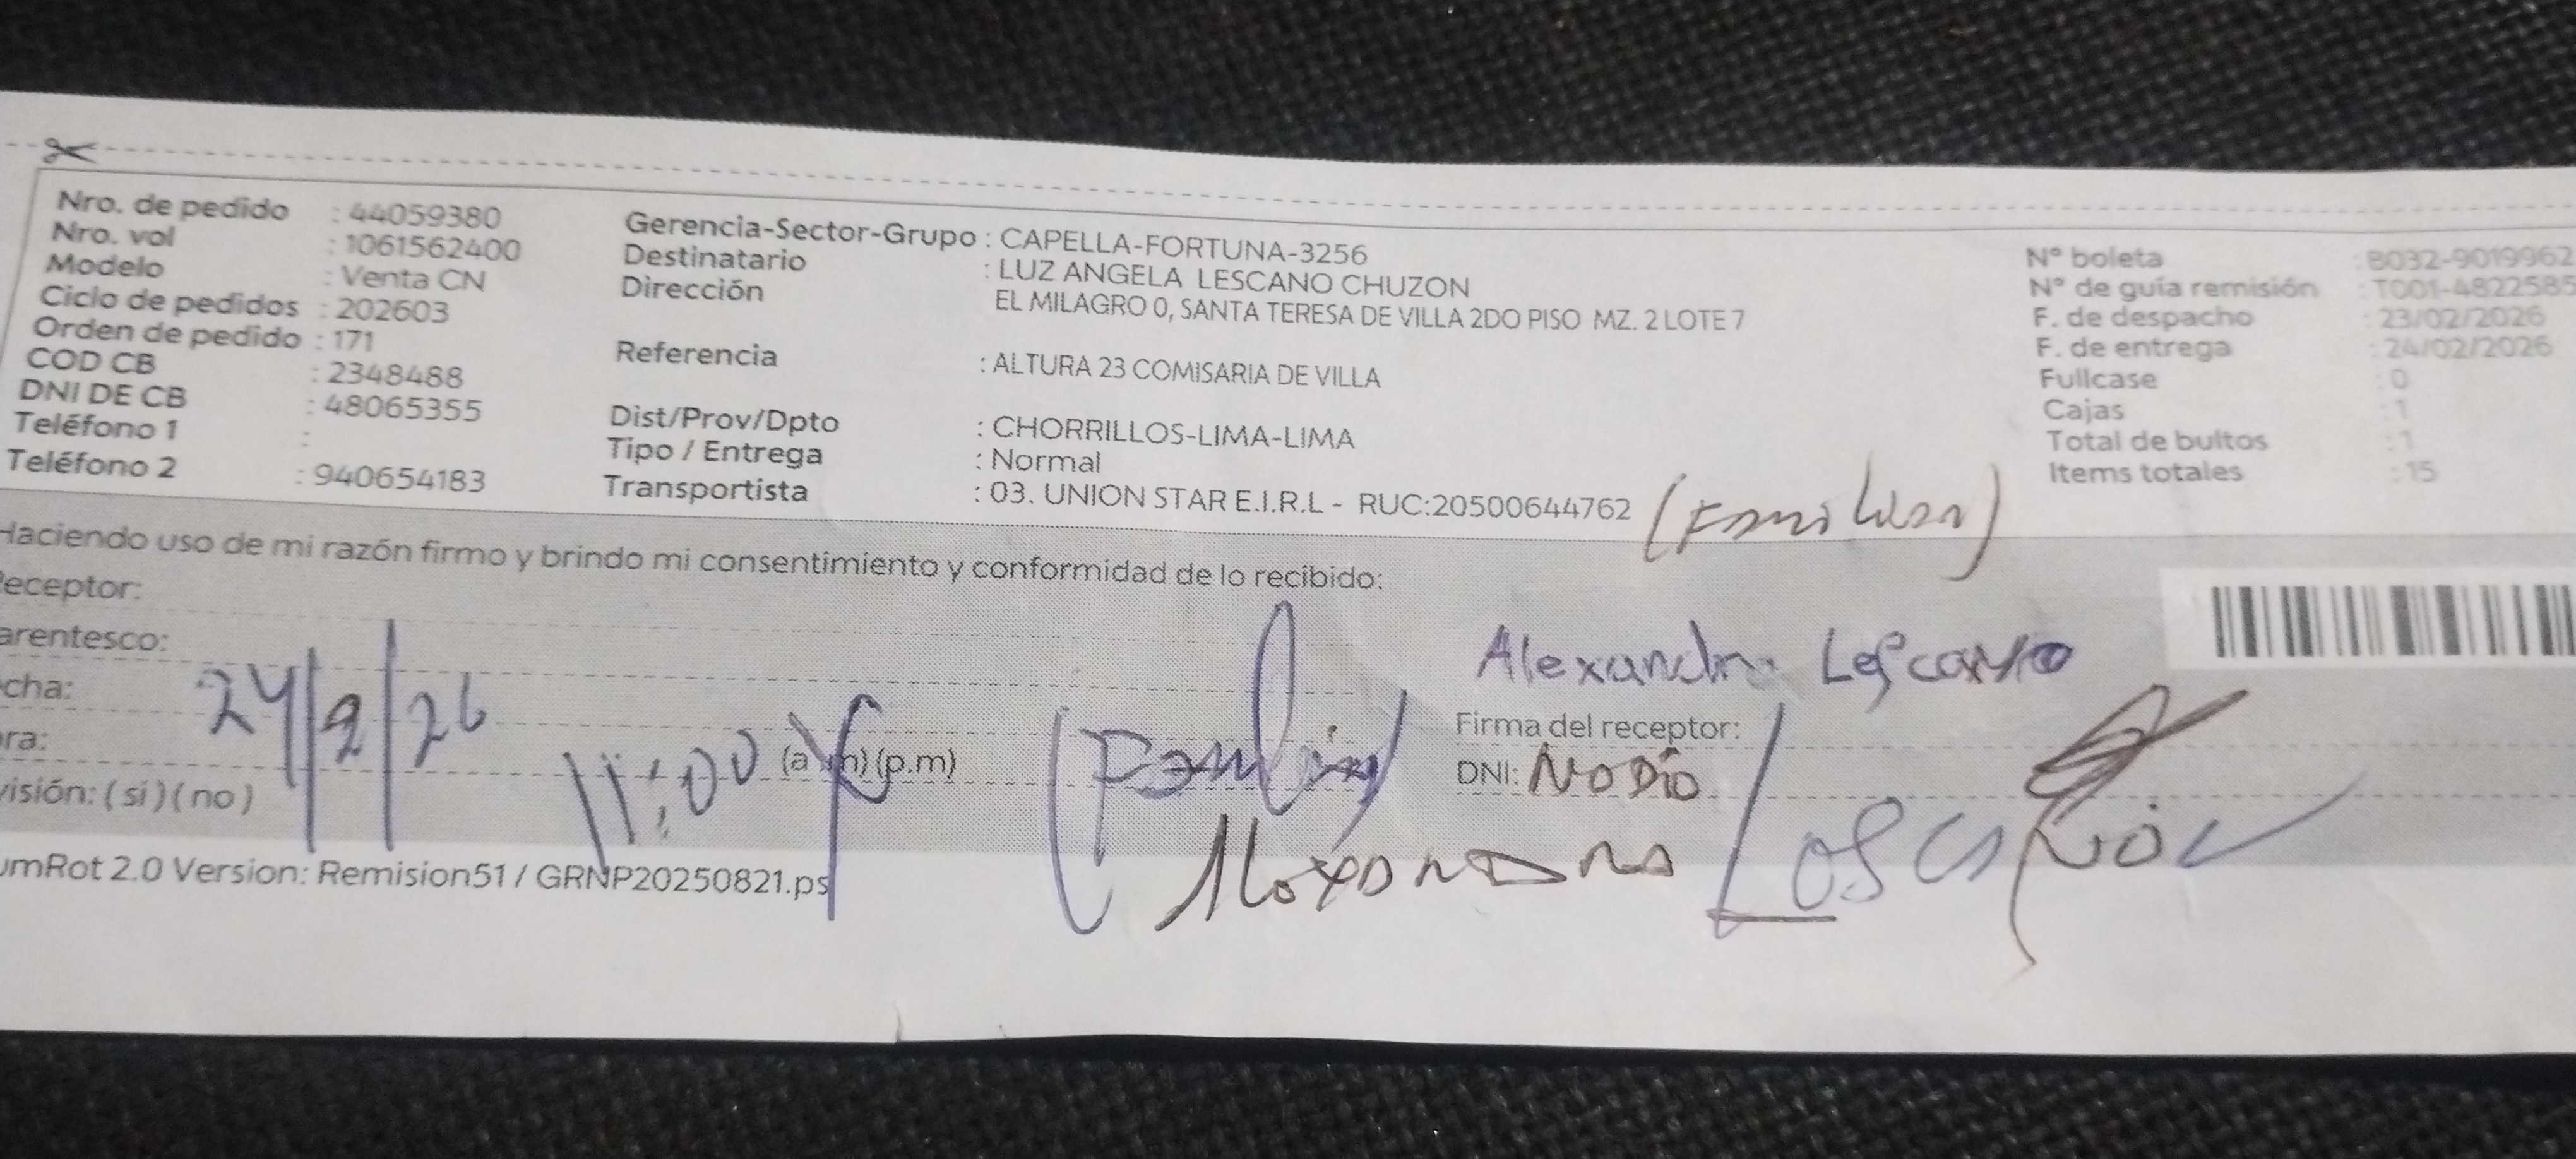 Nro. de pedido : 44059380
Nro. vol : 1061562400
Modelo : Venta CN
Ciclo de pedidos : 202603
Orden de pedido : 171
COD CB : 2348488
DNI DE CB : 48065355
Teléfono 1 :
Teléfono 2 : 940654183
Gerencia-Sector-Grupo : CAPELLA-FORTUNA-3256
Destinatario : LUZ ANGELA LESCANO CHUZON
Dirección EL MILAGRO 0, SANTA TERESA DE VILLA 2DO PISO MZ. 2 LOTE 7
Referencia : ALTURA 23 COMISARIA DE VILLA
Dist/Prov/Dpto : CHORRILLOS-LIMA-LIMA
Tipo / Entrega : Normal
Transportista : 03. UNION STAR E.I.R.L - RUC:20500644762
N° boleta : B032-9019962
N° de guía remisión : T001-4822585
F. de despacho : 23/02/2026
F. de entrega : 24/02/2026
Fullcase : 0
Cajas : 1
Total de bultos : 1
Items totales : 15
Haciendo uso de mi razón firmo y brindo mi consentimiento y conformidad de lo recibido:
eceptor:
arentesco:
cha: 24/2/26
ra: 11:00 (a m) (p.m)
visión: ( si ) ( no )
Alexandra Lescano
Firma del receptor:
DNI: NO DIO
umRot 2.0 Version: Remision51 / GRNP20250821.ps